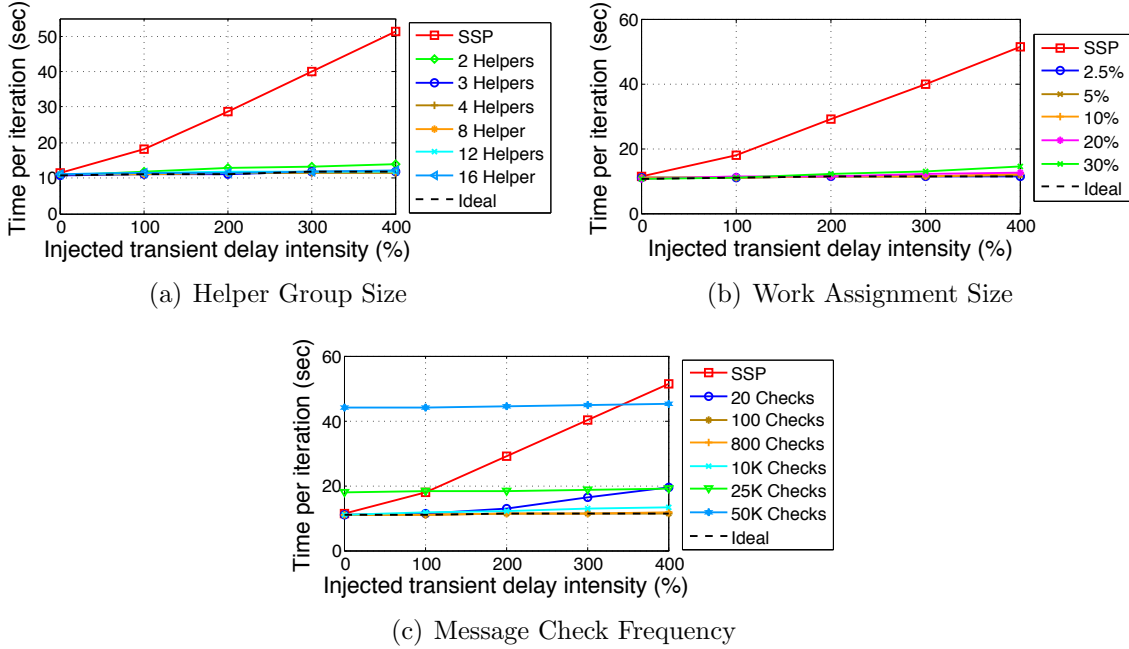 Time per iteration (sec)
50
40
30
20
10
0
0 100 200 300 400
Injected transient delay intensity (%)
SSP
2 Helpers
3 Helpers
4 Helpers
8 Helper
12 Helpers
16 Helper
Ideal
(a) Helper Group Size
Time per iteration (sec)
60
40
20
0
0 100 200 300 400
Injected transient delay intensity (%)
SSP
2.5%
5%
10%
20%
30%
Ideal
(b) Work Assignment Size
Time per iteration (sec)
60
40
20
0
0 100 200 300 400
Injected transient delay intensity (%)
SSP
20 Checks
100 Checks
800 Checks
10K Checks
25K Checks
50K Checks
Ideal
(c) Message Check Frequency